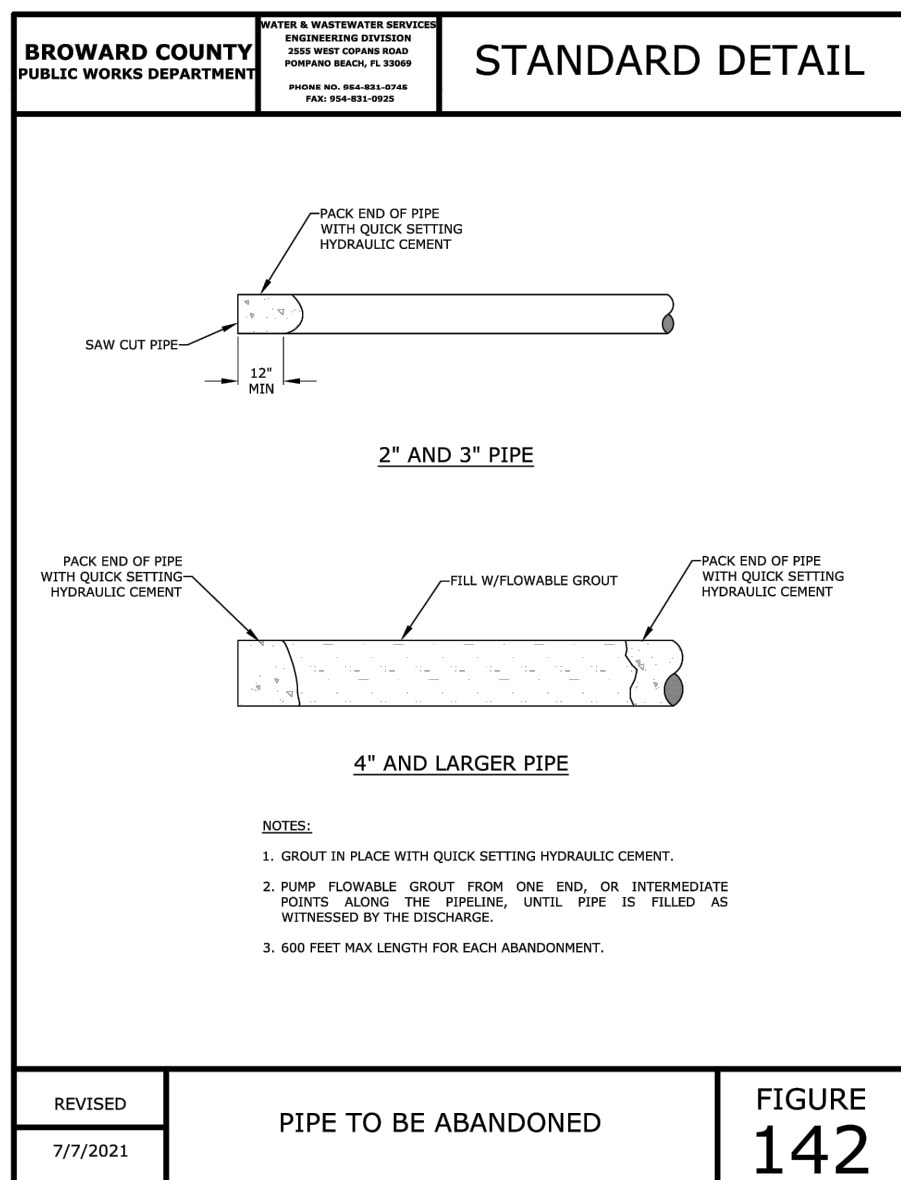 BROWARD COUNTY
PUBLIC WORKS DEPARTMENT
WATER & WASTEWATER SERVICES
ENGINEERING DIVISION
2555 WEST COPANS ROAD
POMPANO BEACH, FL 33069
PHONE NO. 954-831-0745
FAX: 954-831-0925
STANDARD DETAIL
PACK END OF PIPE
WITH QUICK SETTING
HYDRAULIC CEMENT
SAW CUT PIPE
12"
MIN
2" AND 3" PIPE
PACK END OF PIPE
WITH QUICK SETTING
HYDRAULIC CEMENT
FILL W/FLOWABLE GROUT
PACK END OF PIPE
WITH QUICK SETTING
HYDRAULIC CEMENT
4" AND LARGER PIPE
NOTES:
1. GROUT IN PLACE WITH QUICK SETTING HYDRAULIC CEMENT.
2. PUMP FLOWABLE GROUT FROM ONE END, OR INTERMEDIATE
POINTS ALONG THE PIPELINE, UNTIL PIPE IS FILLED AS
WITNESSED BY THE DISCHARGE.
3. 600 FEET MAX LENGTH FOR EACH ABANDONMENT.
REVISED
7/7/2021
PIPE TO BE ABANDONED
FIGURE
142